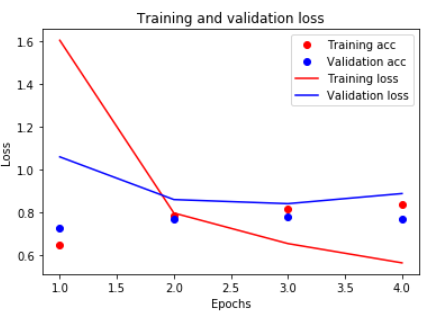 Training and validation loss
Training acc
Validation acc
Training loss
Validation loss
Loss
1.6
1.4
1.2
1.0
0.8
0.6
1.0 1.5 2.0 2.5 3.0 3.5 4.0
Epochs